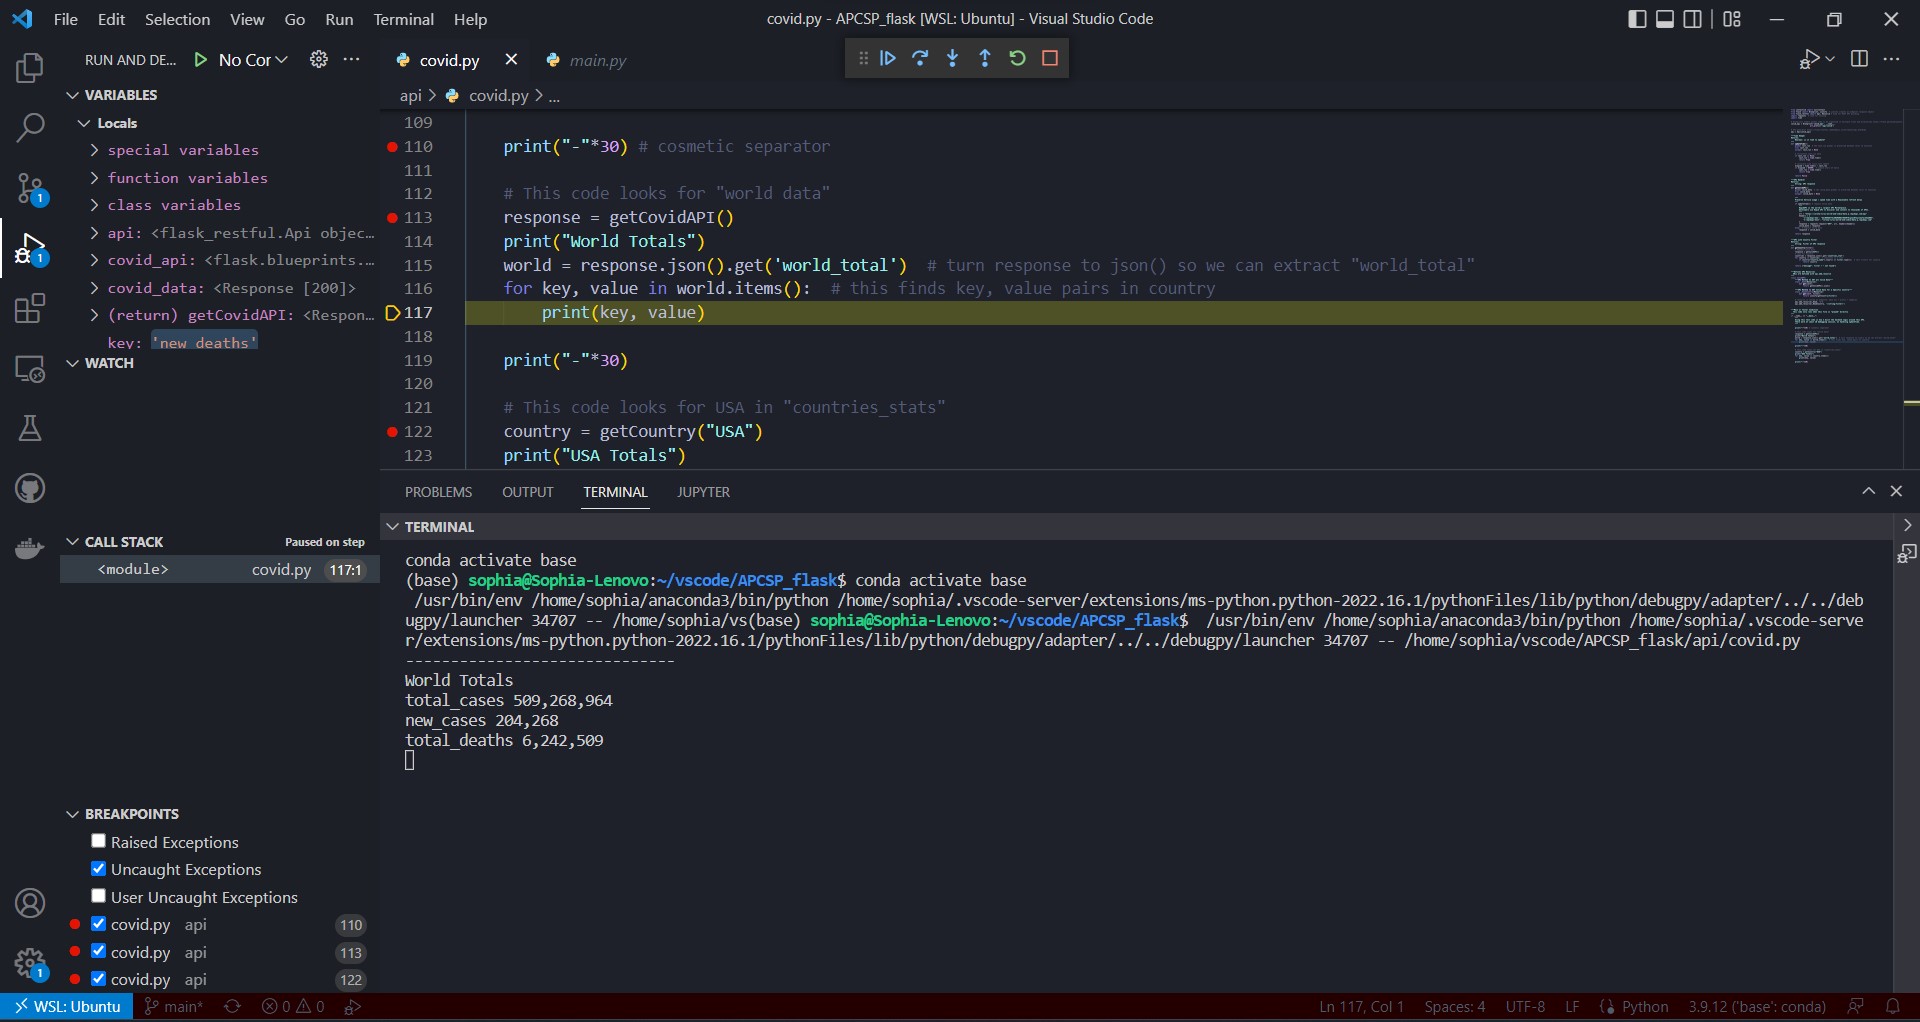 File Edit Selection View Go Run Terminal Help
covid.py - APCSP_flask [WSL: Ubuntu] - Visual Studio Code
RUN AND DE... No Cor
covid.py main.py
VARIABLES
Locals
special variables
function variables
class variables
api: <flask_restful.Api objec...
covid_api: <flask.blueprints....
covid_data: <Response [200]>
(return) getCovidAPI: <Respon...
key: 'new_deaths'
WATCH
CALL STACK Paused on step
<module> covid.py 117:1
BREAKPOINTS
Raised Exceptions
Uncaught Exceptions
User Uncaught Exceptions
covid.py api 110
covid.py api 113
covid.py api 122
api > covid.py > ...
109
110 print("-"*30) # cosmetic separator
111
112 # This code looks for "world data"
113 response = getCovidAPI()
114 print("World Totals")
115 world = response.json().get('world_total') # turn response to json() so we can extract "world_total"
116 for key, value in world.items(): # this finds key, value pairs in country
117 print(key, value)
118
119 print("-"*30)
120
121 # This code looks for USA in "countries_stats"
122 country = getCountry("USA")
123 print("USA Totals")
PROBLEMS OUTPUT TERMINAL JUPYTER
TERMINAL
conda activate base
(base) sophia@Sophia-Lenovo:~/vscode/APCSP_flask$ conda activate base
/usr/bin/env /home/sophia/anaconda3/bin/python /home/sophia/.vscode-server/extensions/ms-python.python-2022.16.1/pythonFiles/lib/python/debugpy/adapter/../../deb
ugpy/launcher 34707 -- /home/sophia/vs(base) sophia@Sophia-Lenovo:~/vscode/APCSP_flask$ /usr/bin/env /home/sophia/anaconda3/bin/python /home/sophia/.vscode-serve
r/extensions/ms-python.python-2022.16.1/pythonFiles/lib/python/debugpy/adapter/../../debugpy/launcher 34707 -- /home/sophia/vscode/APCSP_flask/api/covid.py
------------------------------
World Totals
total_cases 509,268,964
new_cases 204,268
total_deaths 6,242,509
1
1
1
WSL: Ubuntu main* 0 0 Ln 117, Col 1 Spaces: 4 UTF-8 LF Python 3.9.12 ('base': conda)